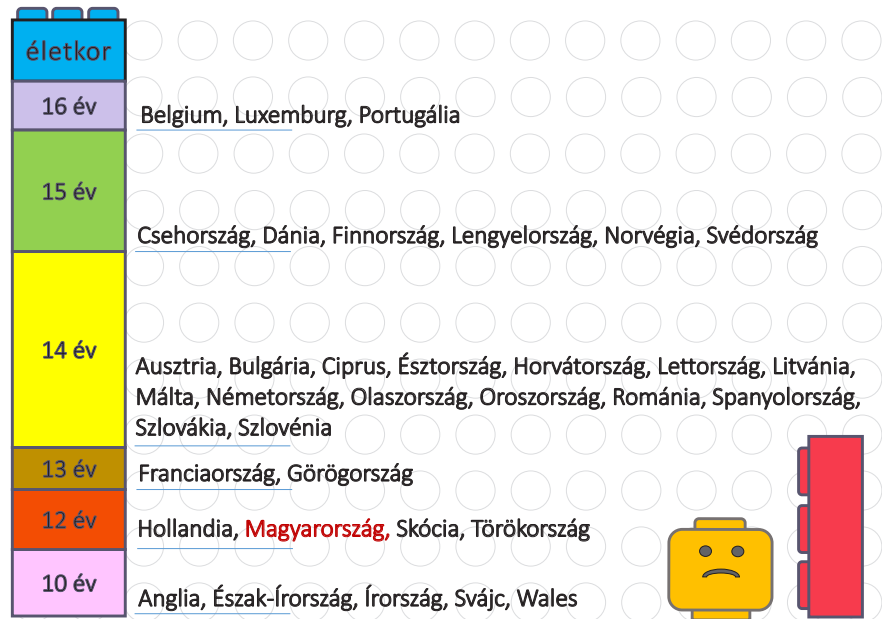 életkor
16 év
Belgium, Luxemburg, Portugália
15 év
Csehország, Dánia, Finnország, Lengyelország, Norvégia, Svédország
14 év
Ausztria, Bulgária, Ciprus, Észtország, Horvátország, Lettország, Litvánia,
Málta, Németország, Olaszország, Oroszország, Románia, Spanyolország,
Szlovákia, Szlovénia
13 év
Franciaország, Görögország
12 év
Hollandia, Magyarország, Skócia, Törökország
10 év
Anglia, Észak-Írország, Írország, Svájc, Wales